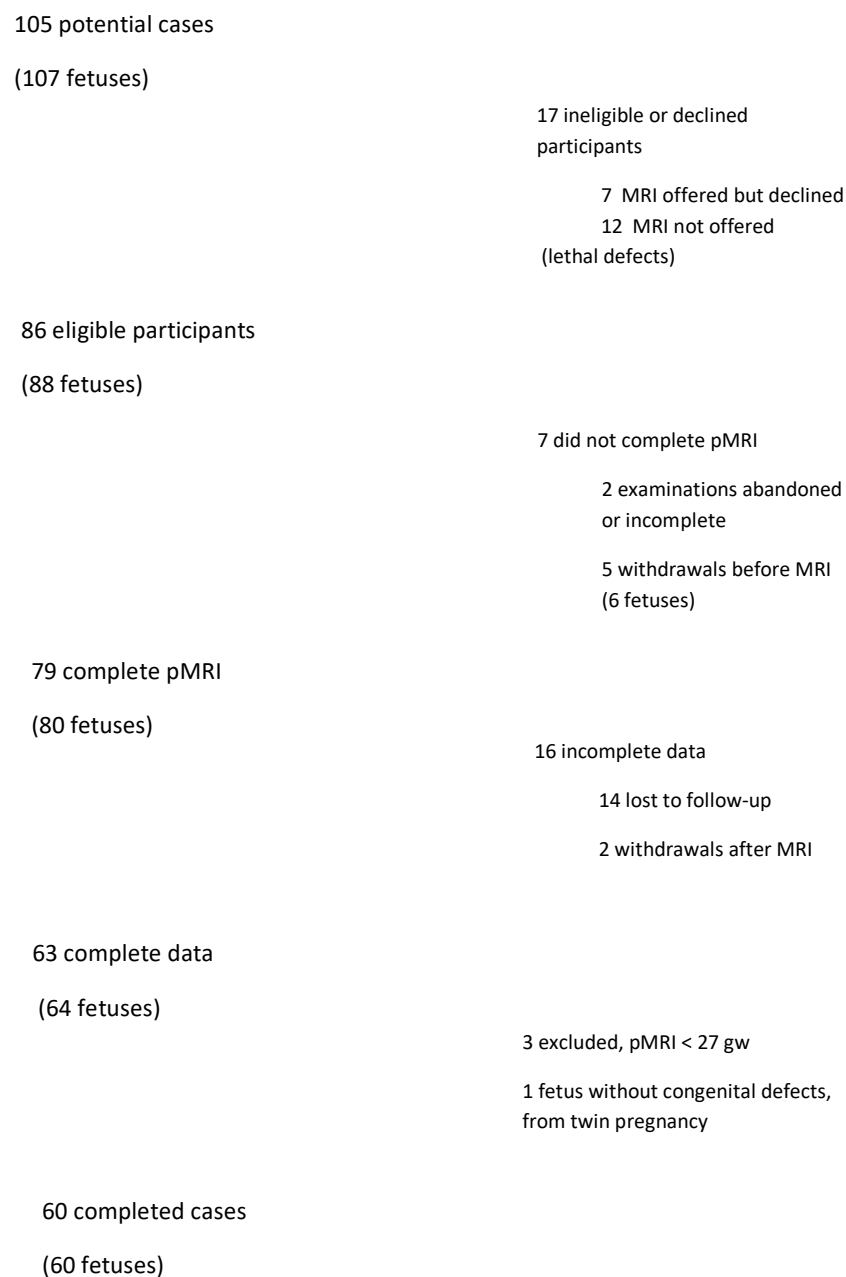 105 potential cases
(107 fetuses)
17 ineligible or declined
participants
7 MRI offered but declined
12 MRI not offered
(lethal defects)
86 eligible participants
(88 fetuses)
7 did not complete pMRI
2 examinations abandoned
or incomplete
5 withdrawals before MRI
(6 fetuses)
79 complete pMRI
(80 fetuses)
16 incomplete data
14 lost to follow-up
2 withdrawals after MRI
63 complete data
(64 fetuses)
3 excluded, pMRI < 27 gw
1 fetus without congenital defects,
from twin pregnancy
60 completed cases
(60 fetuses)